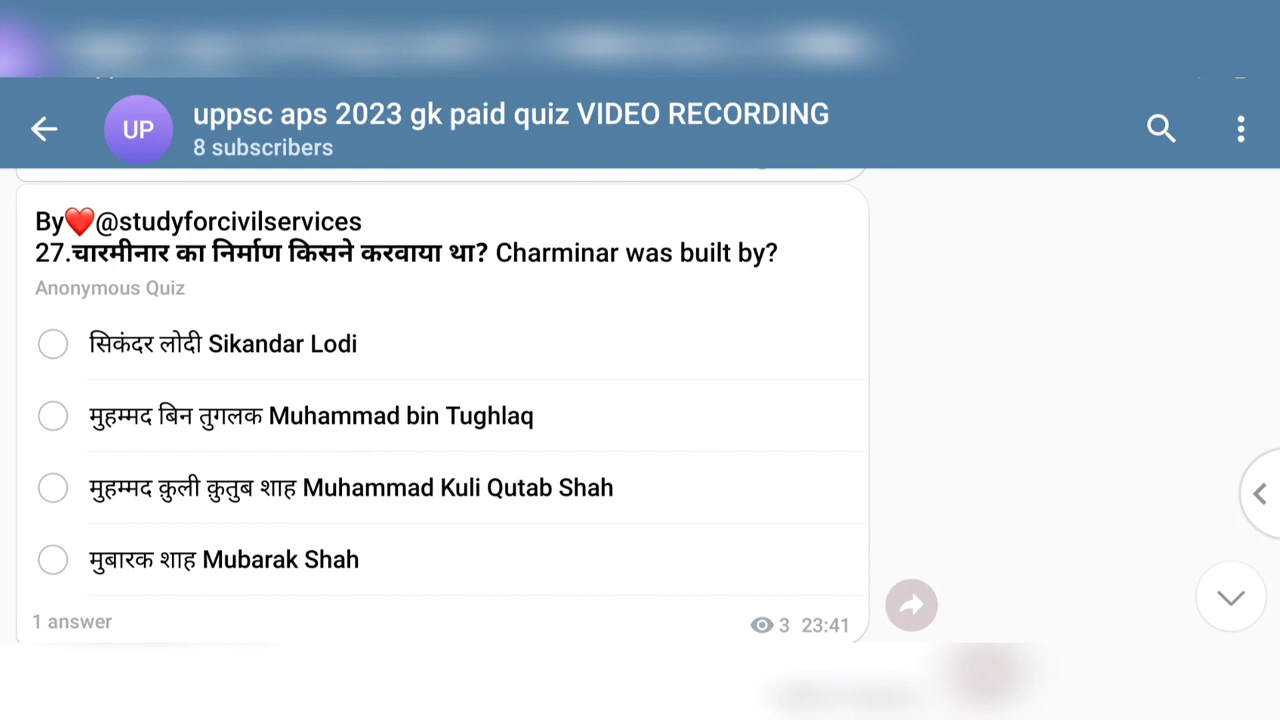 UP
uppsc aps 2023 gk paid quiz VIDEO RECORDING
8 subscribers
By❤️@studyforcivilservices
27.चारमीनार का निर्माण किसने करवाया था? Charminar was built by?
Anonymous Quiz
सिकंदर लोदी Sikandar Lodi
मुहम्मद बिन तुगलक Muhammad bin Tughlaq
मुहम्मद क़ुली क़ुतुब शाह Muhammad Kuli Qutab Shah
मुबारक शाह Mubarak Shah
1 answer
3 23:41